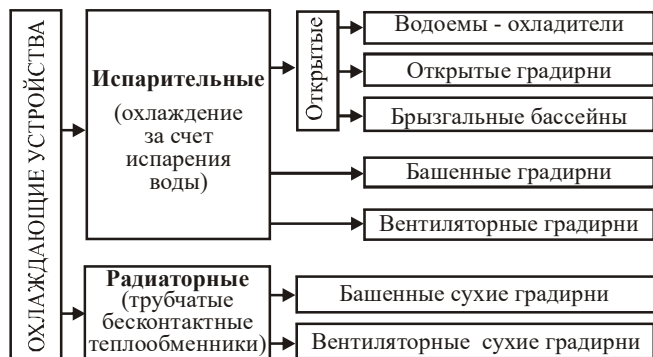 ОХЛАЖДАЮЩИЕ УСТРОЙСТВА
Испарительные
(охлаждение
за счет
испарения
воды)
Открытые
Водоемы - охладители
Открытые градирни
Брызгальные бассейны
Башенные градирни
Вентиляторные градирни
Радиаторные
(трубчатые
бесконтактные
теплообменники)
Башенные сухие градирни
Вентиляторные сухие градирни